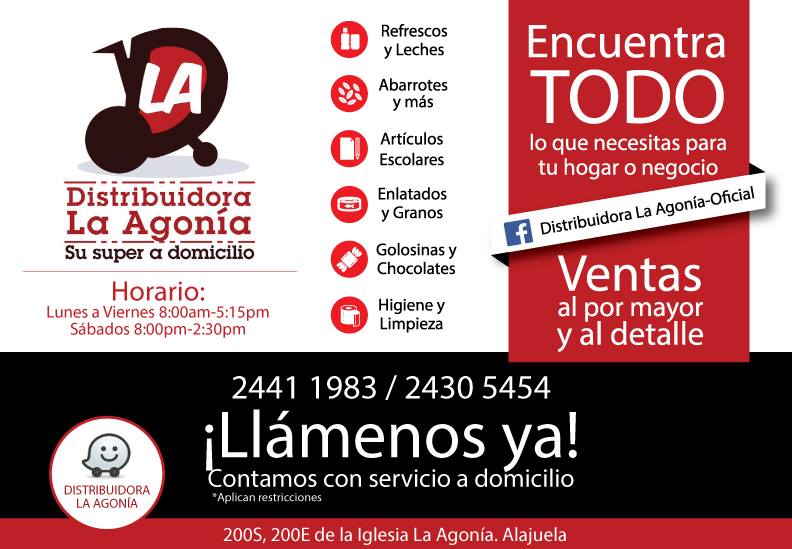 LA
Distribuidora
La Agonía
Su super a domicilio
Horario:
Lunes a Viernes 8:00am-5:15pm
Sábados 8:00pm-2:30pm
Refrescos
y Leches
Abarrotes
y más
Artículos
Escolares
Enlatados
y Granos
Golosinas y
Chocolates
Higiene y
Limpieza
Encuentra
TODO
lo que necesitas para
tu hogar o negocio
f Distribuidora La Agonía-Oficial
Ventas
al por mayor
y al detalle
2441 1983 / 2430 5454
¡Llámenos ya!
Contamos con servicio a domicilio
*Aplican restricciones
DISTRIBUIDORA
LA AGONÍA
200S, 200E de la Iglesia La Agonía. Alajuela